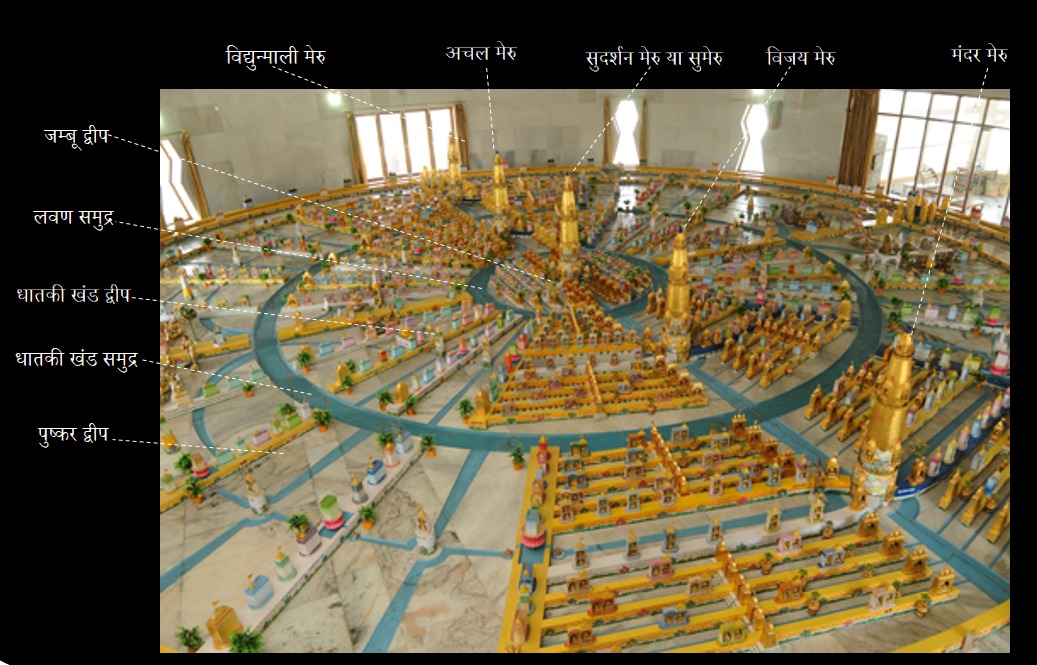 विद्युन्माली मेरु
अचल मेरु
सुदर्शन मेरु या सुमेरु
विजय मेरु
मंदर मेरु
जम्बू द्वीप
लवण समुद्र
धातकी खंड द्वीप
धातकी खंड समुद्र
पुष्कर द्वीप